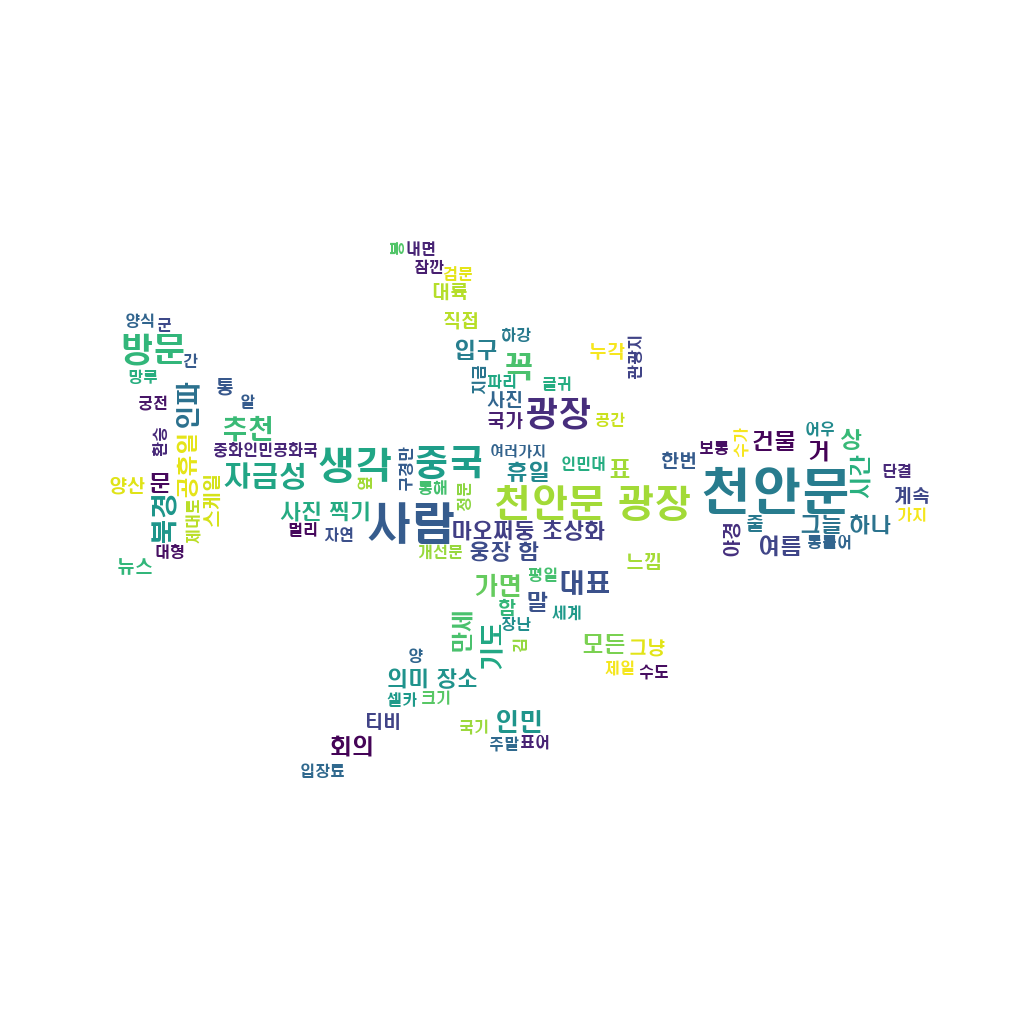 퐁 내면
잠깐
검문
대륙
직접
양식
군
하강
입구
방문
누각
관광지
간
꼭
망루
지금
파리
글귀
통
인파
궁전
알
사진
국가
광장
공간
추천
환승
어우
보통
수가
건물
거
상
중화인민공화국
여러가지
공휴일
자금성
생각
중국
구경만
옆
통해
정문
휴일
인민대
표
한번
시간
단결
양산
문
스케일
천안문 광장
천안문
계속
사진 찍기
사람
북경
제대로
멀리
자연
마오쩌둥 초상화
줄
그늘
하나
가지
대형
개선문
웅장 함
야경
여름
통틀어
뉴스
느낌
가면
평일
대표
함
말
세계
만세
장난
기도
김
모든
그냥
양
제일
수도
의미 장소
셀카
크기
티비
국기
인민
회의
주말
표어
입장료